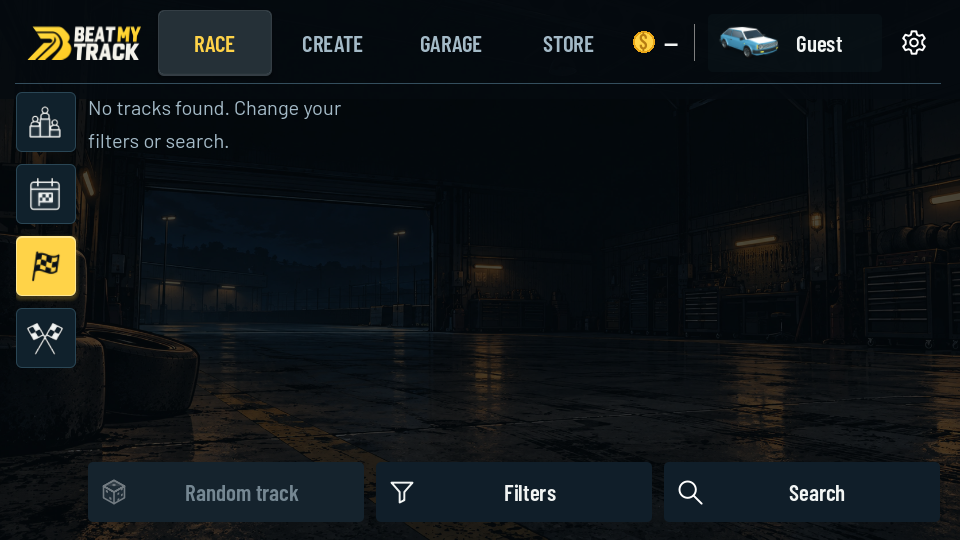 BEAT MY
TRACK
RACE
CREATE
GARAGE
STORE
–
Guest
No tracks found. Change your
filters or search.
Random track
Filters
Search